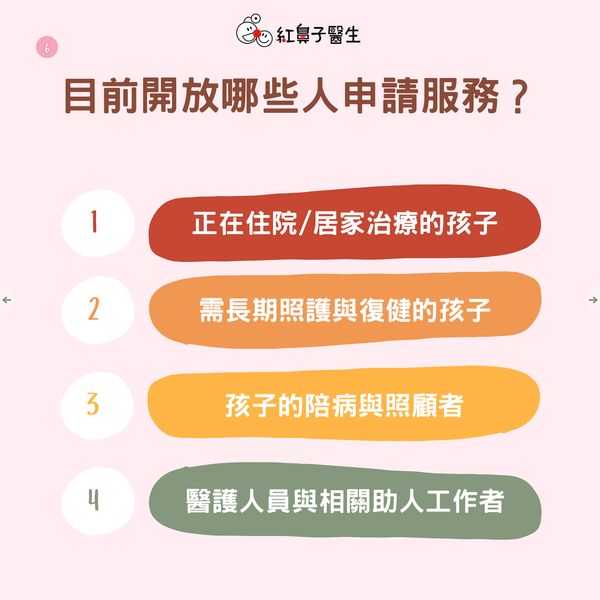 紅鼻子醫生
6
目前開放哪些人申請服務？
1
正在住院/居家治療的孩子
2
需長期照護與復健的孩子
3
孩子的陪病與照顧者
4
醫護人員與相關助人工作者